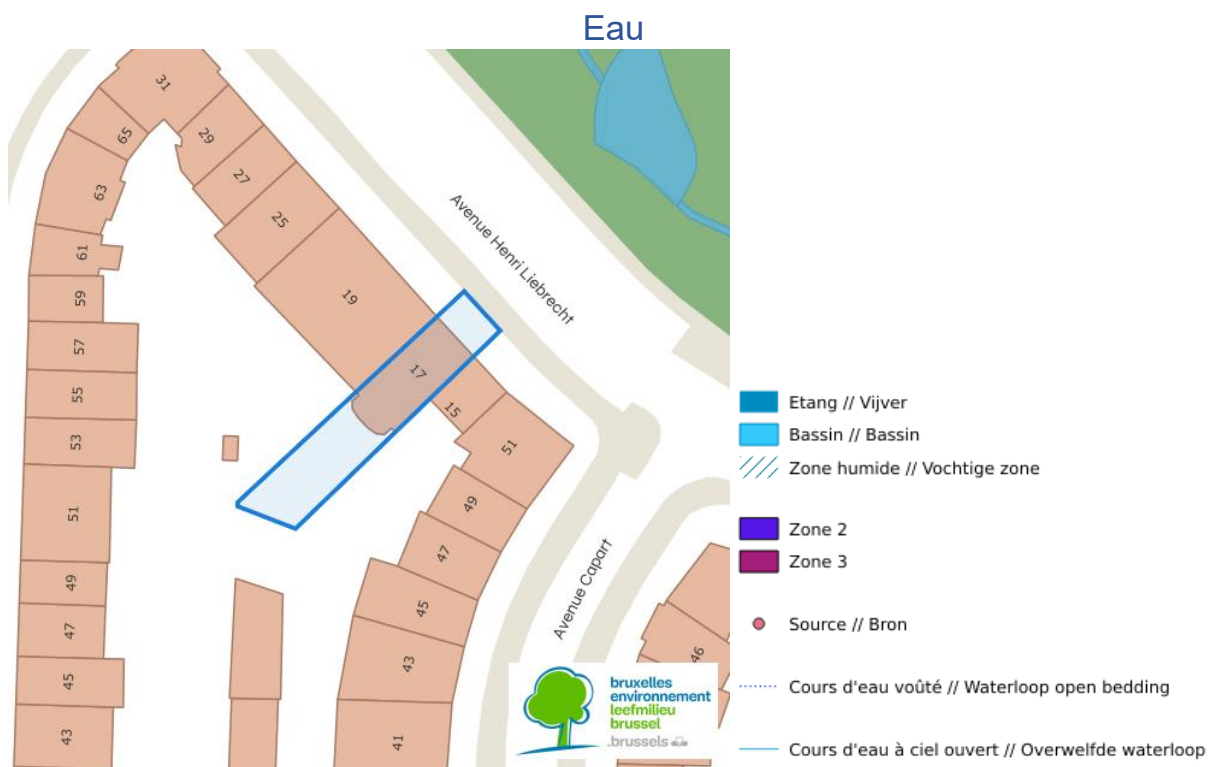 Eau
31
65
29
63
27
25
61
59
19
57
17
55
15
53
51
51
49
49
47
47
45
45
43
43
41
46
Avenue Henri Liebrecht
Avenue Capart
bruxelles
environnement
leefmilieu
brussel
.brussels
Etang // Vijver
Bassin // Bassin
Zone humide // Vochtige zone
Zone 2
Zone 3
Source // Bron
Cours d'eau voûté // Waterloop open bedding
Cours d'eau à ciel ouvert // Overwelfde waterloop